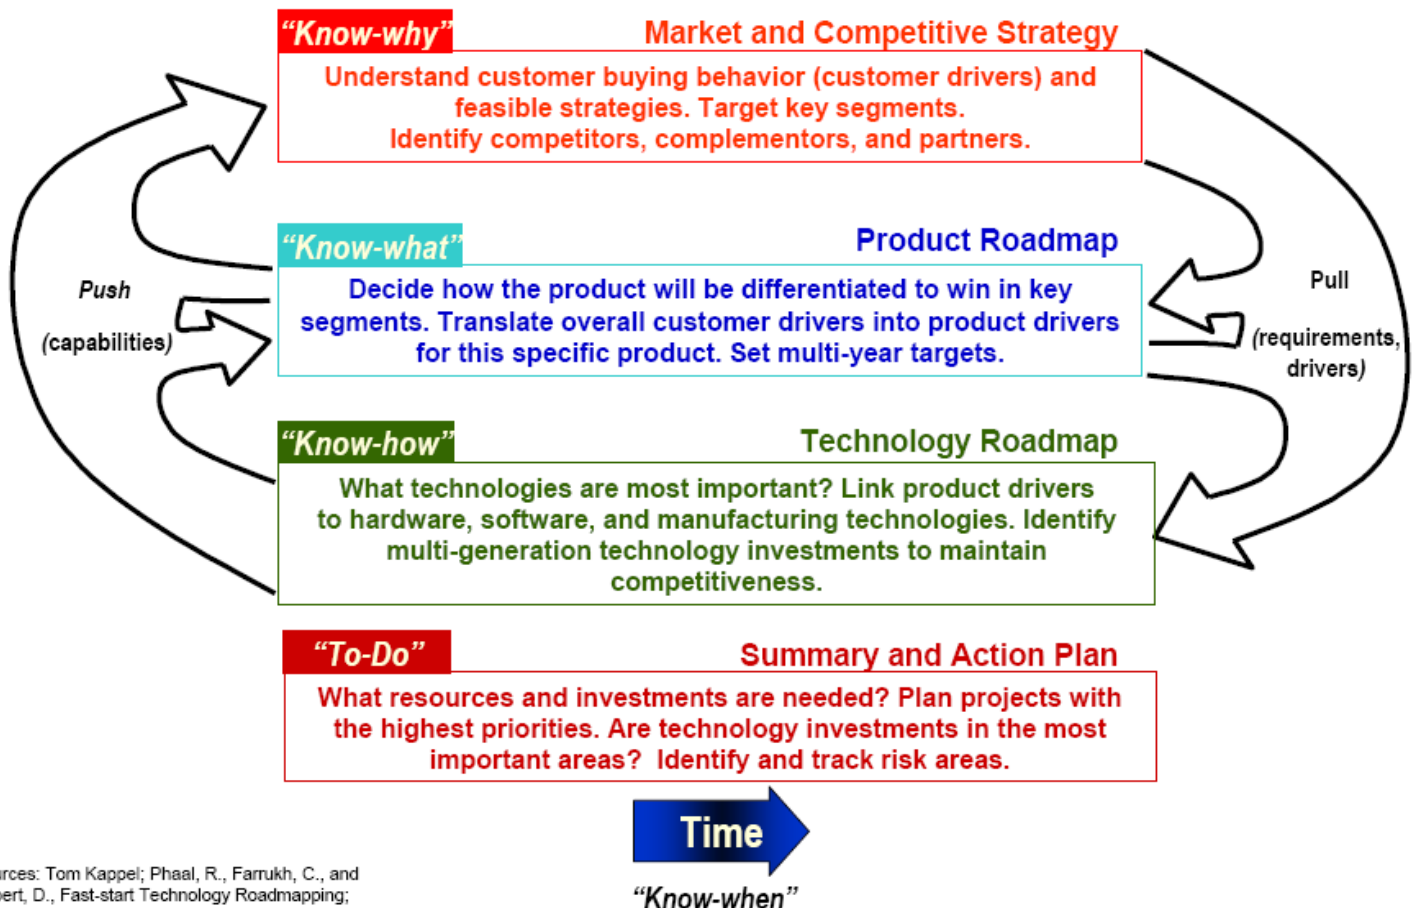 “Know-why”
Market and Competitive Strategy
Understand customer buying behavior (customer drivers) and
feasible strategies. Target key segments.
Identify competitors, complementors, and partners.
“Know-what”
Product Roadmap
Decide how the product will be differentiated to win in key
segments. Translate overall customer drivers into product drivers
for this specific product. Set multi-year targets.
Push
(capabilities)
Pull
(requirements,
drivers)
“Know-how”
Technology Roadmap
What technologies are most important? Link product drivers
to hardware, software, and manufacturing technologies. Identify
multi-generation technology investments to maintain
competitiveness.
“To-Do”
Summary and Action Plan
What resources and investments are needed? Plan projects with
the highest priorities. Are technology investments in the most
important areas? Identify and track risk areas.
Time
“Know-when”
urces: Tom Kappel; Phaal, R., Farrukh, C., and
bert, D., Fast-start Technology Roadmapping;